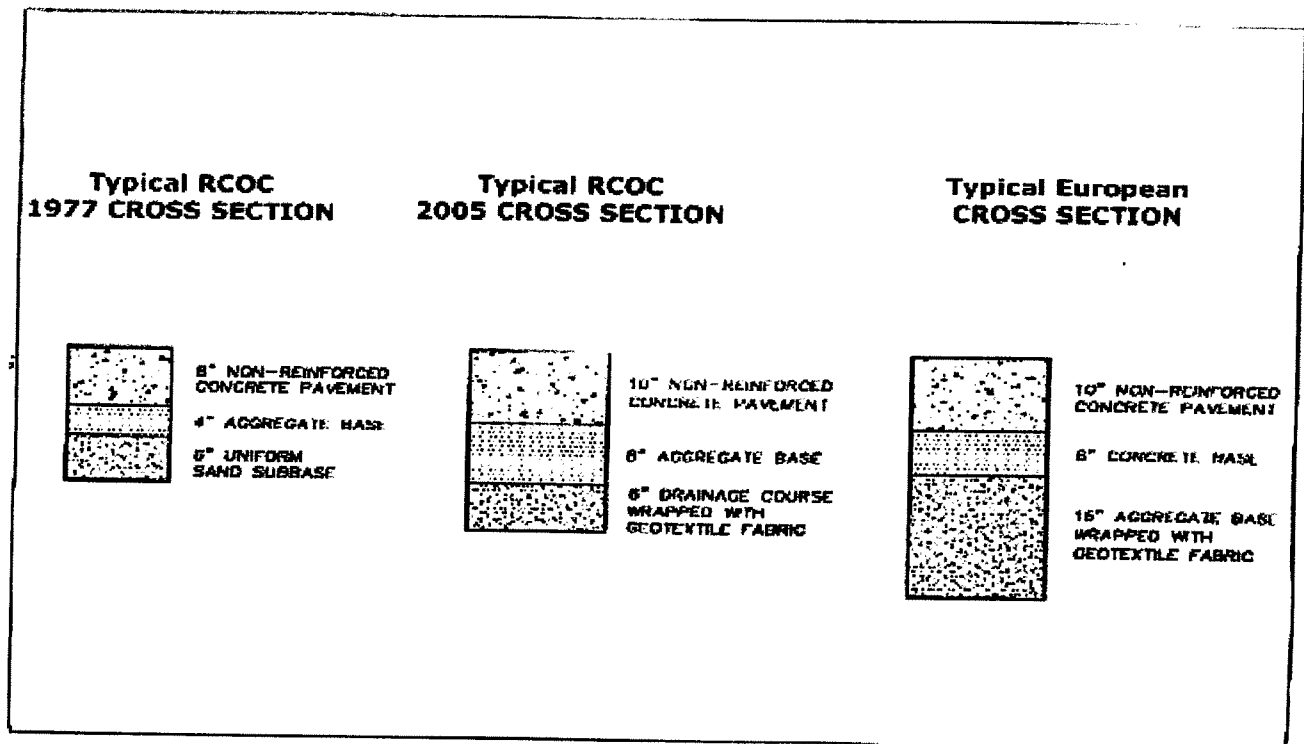 Typical RCOC
1977 CROSS SECTION
8" NON-REINFORCED
CONCRETE PAVEMENT
4" AGGREGATE BASE
6" UNIFORM
SAND SUBBASE
Typical RCOC
2005 CROSS SECTION
10" NON-REINFORCED
CONCRETE PAVEMENT
8" AGGREGATE BASE
6" DRAINAGE COURSE
WRAPPED WITH
GEOTEXTILE FABRIC
Typical European
CROSS SECTION
10" NON-REINFORCED
CONCRETE PAVEMENT
6" CONCRETE BASE
16" AGGREGATE BASE
WRAPPED WITH
GEOTEXTILE FABRIC